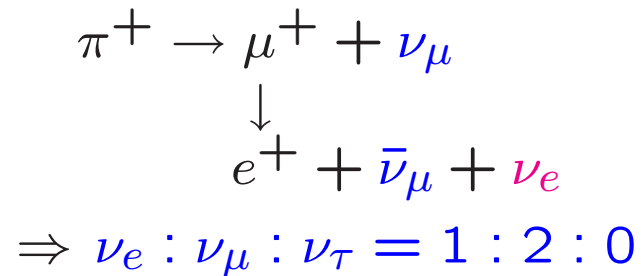 π⁺ → μ⁺ + ν_μ
↓
e⁺ + ν̄_μ + ν_e
⇒ ν_e : ν_μ : ν_τ = 1 : 2 : 0